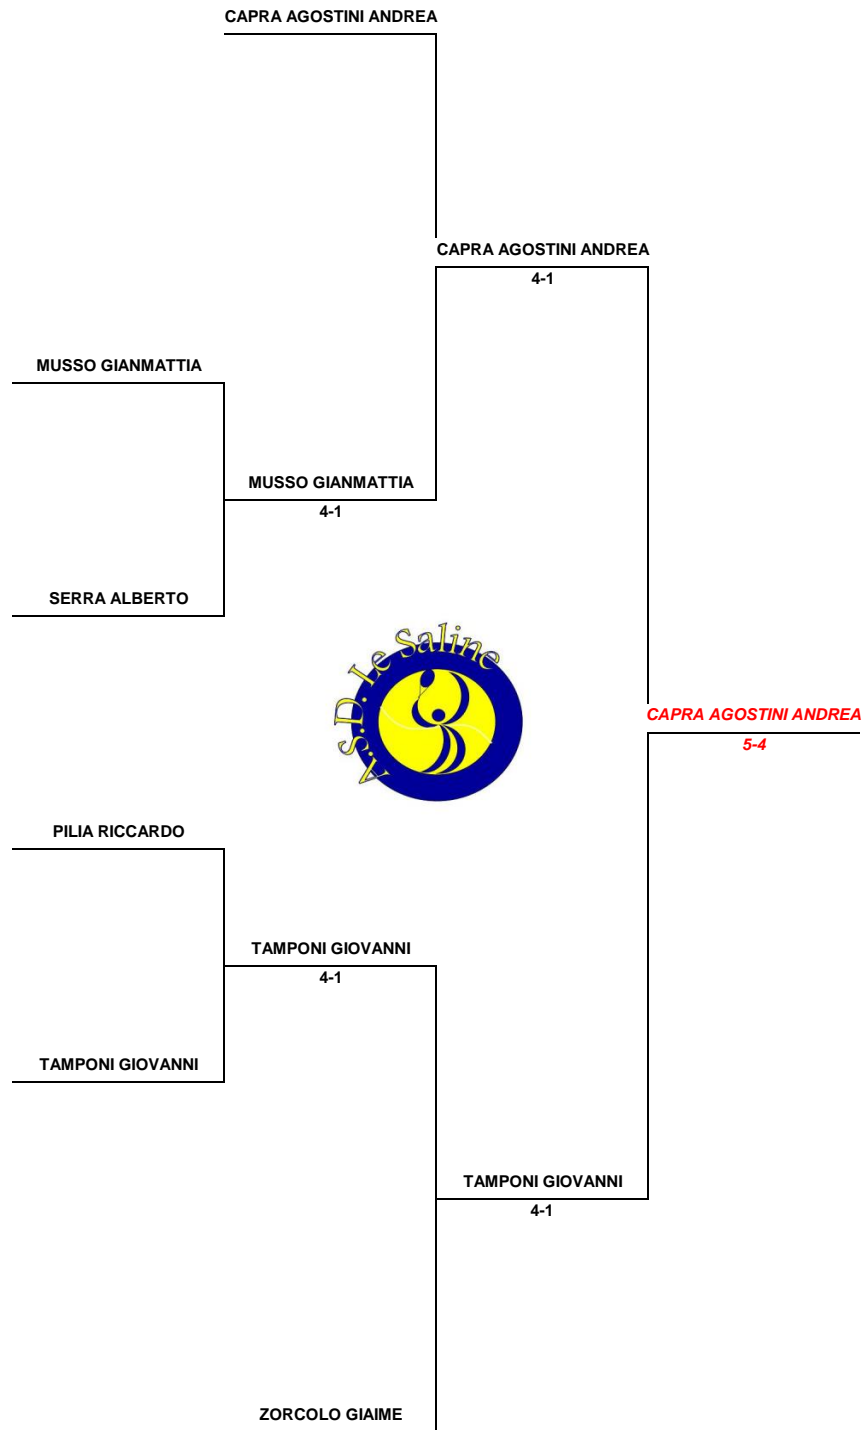 CAPRA AGOSTINI ANDREA
CAPRA AGOSTINI ANDREA
4-1
MUSSO GIANMATTIA
MUSSO GIANMATTIA
4-1
SERRA ALBERTO
A.S.D. Le Saline
CAPRA AGOSTINI ANDREA
5-4
PILIA RICCARDO
TAMPONI GIOVANNI
4-1
TAMPONI GIOVANNI
TAMPONI GIOVANNI
4-1
ZORCOLO GIAIME